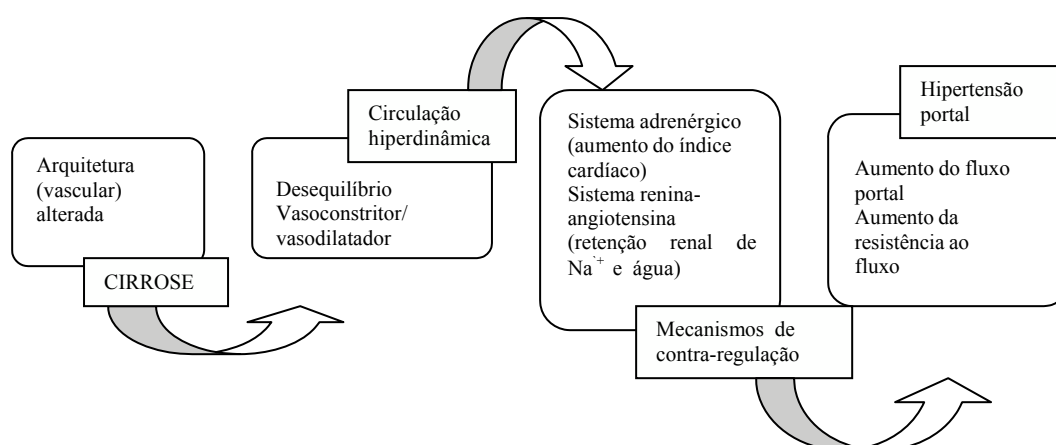 Arquitetura
(vascular)
alterada
CIRROSE
Circulação
hiperdinâmica
Desequilíbrio
Vasoconstritor/
vasodilatador
Sistema adrenérgico
(aumento do índice
cardíaco)
Sistema renina-
angiotensina
(retenção renal de
Na⁺ e água)
Mecanismos de
contra-regulação
Hipertensão
portal
Aumento do fluxo
portal
Aumento da
resistência ao
fluxo